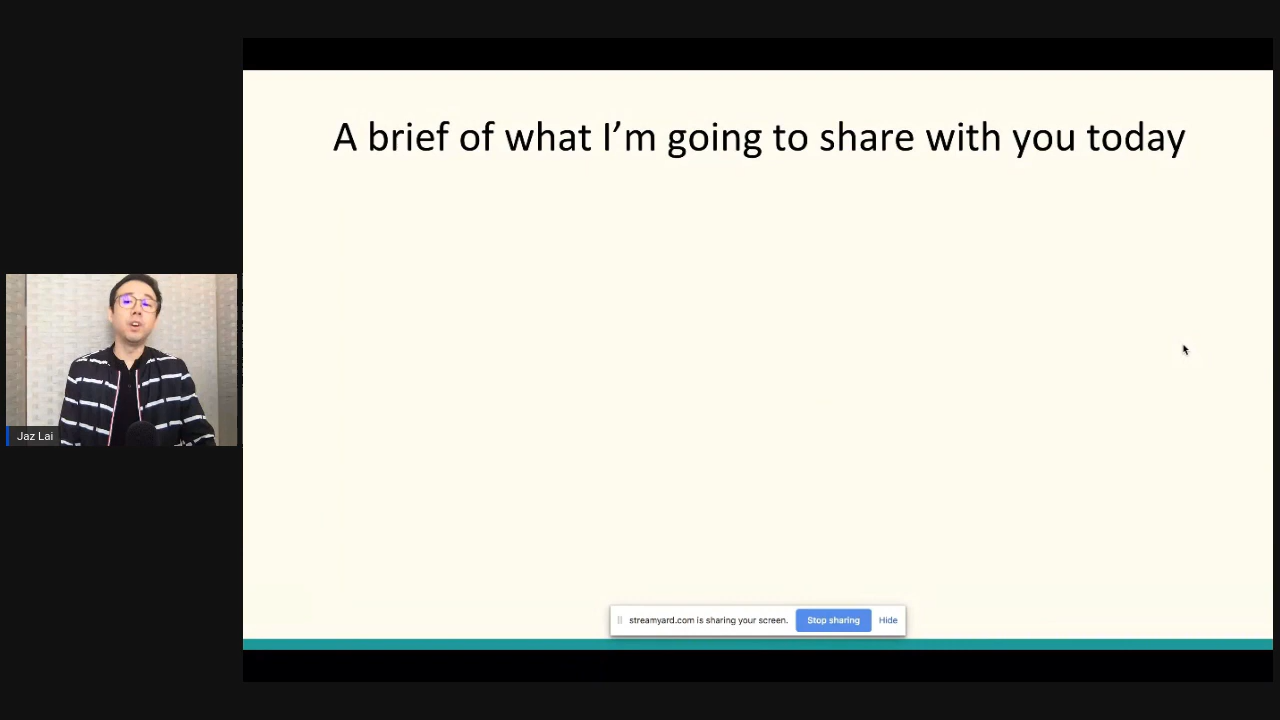 A brief of what I’m going to share with you today
Jaz Lai
streamyard.com is sharing your screen. Stop sharing Hide